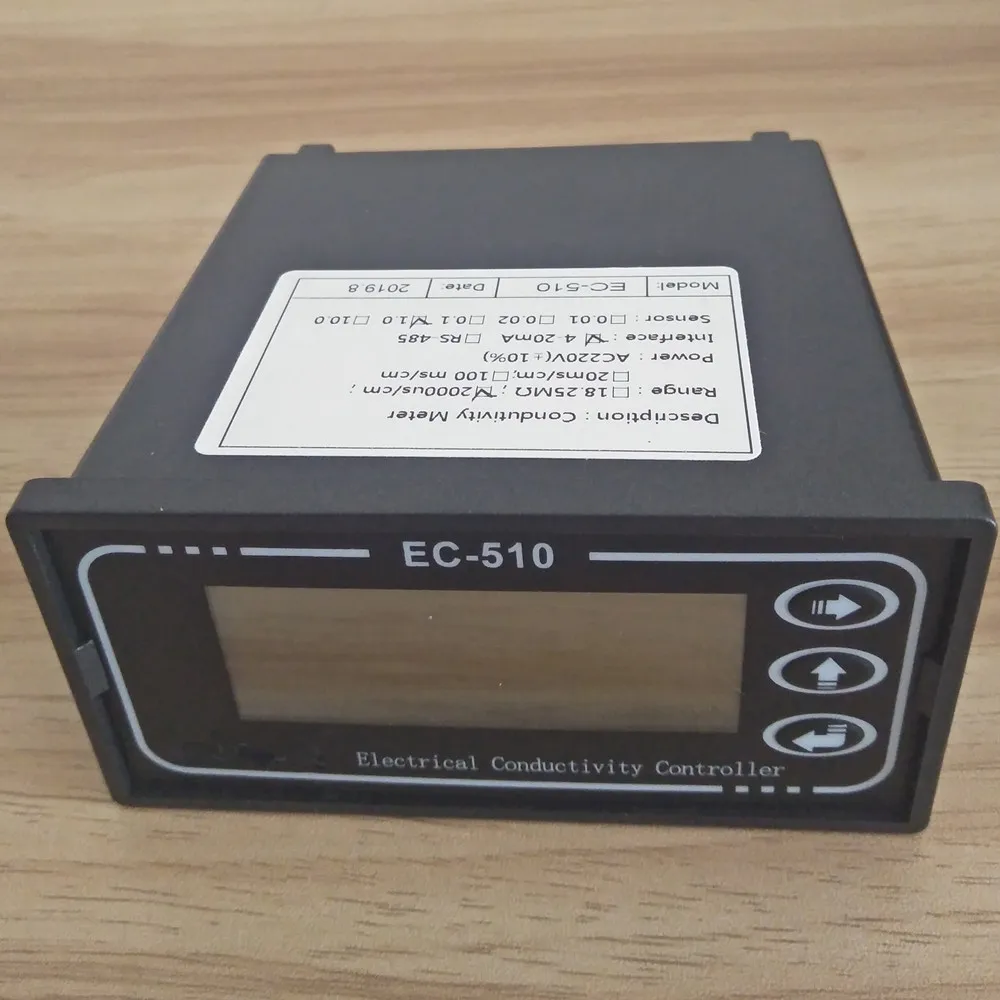 Description : Condutivity Meter
Range : □18.25MΩ ; ☑2000us/cm ;
□20ms/cm; □100 ms/cm
Power : AC220V(±10%)
Interface : ☑4-20mA □RS-485
Sensor : □0.01 □0.02 □0.1 ☑1.0 □10.0
Model: EC-510 Date: 2019.8
EC-510
Electrical Conductivity Controller